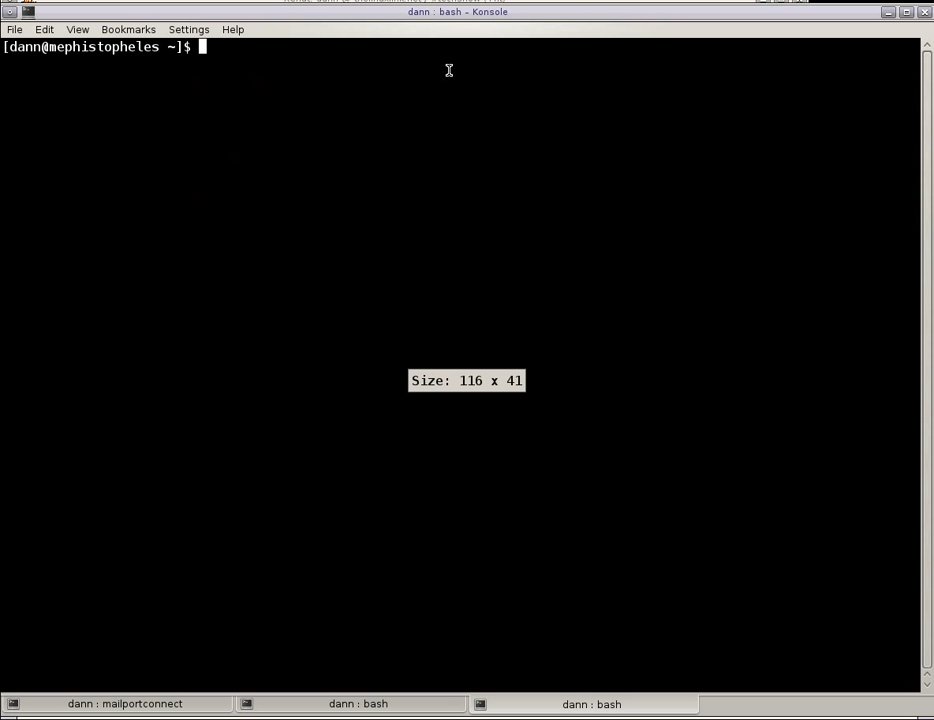 dann : bash – Konsole
File Edit View Bookmarks Settings Help
[dann@mephistopheles ~]$
Size: 116 x 41
dann : mailportconnect dann : bash dann : bash